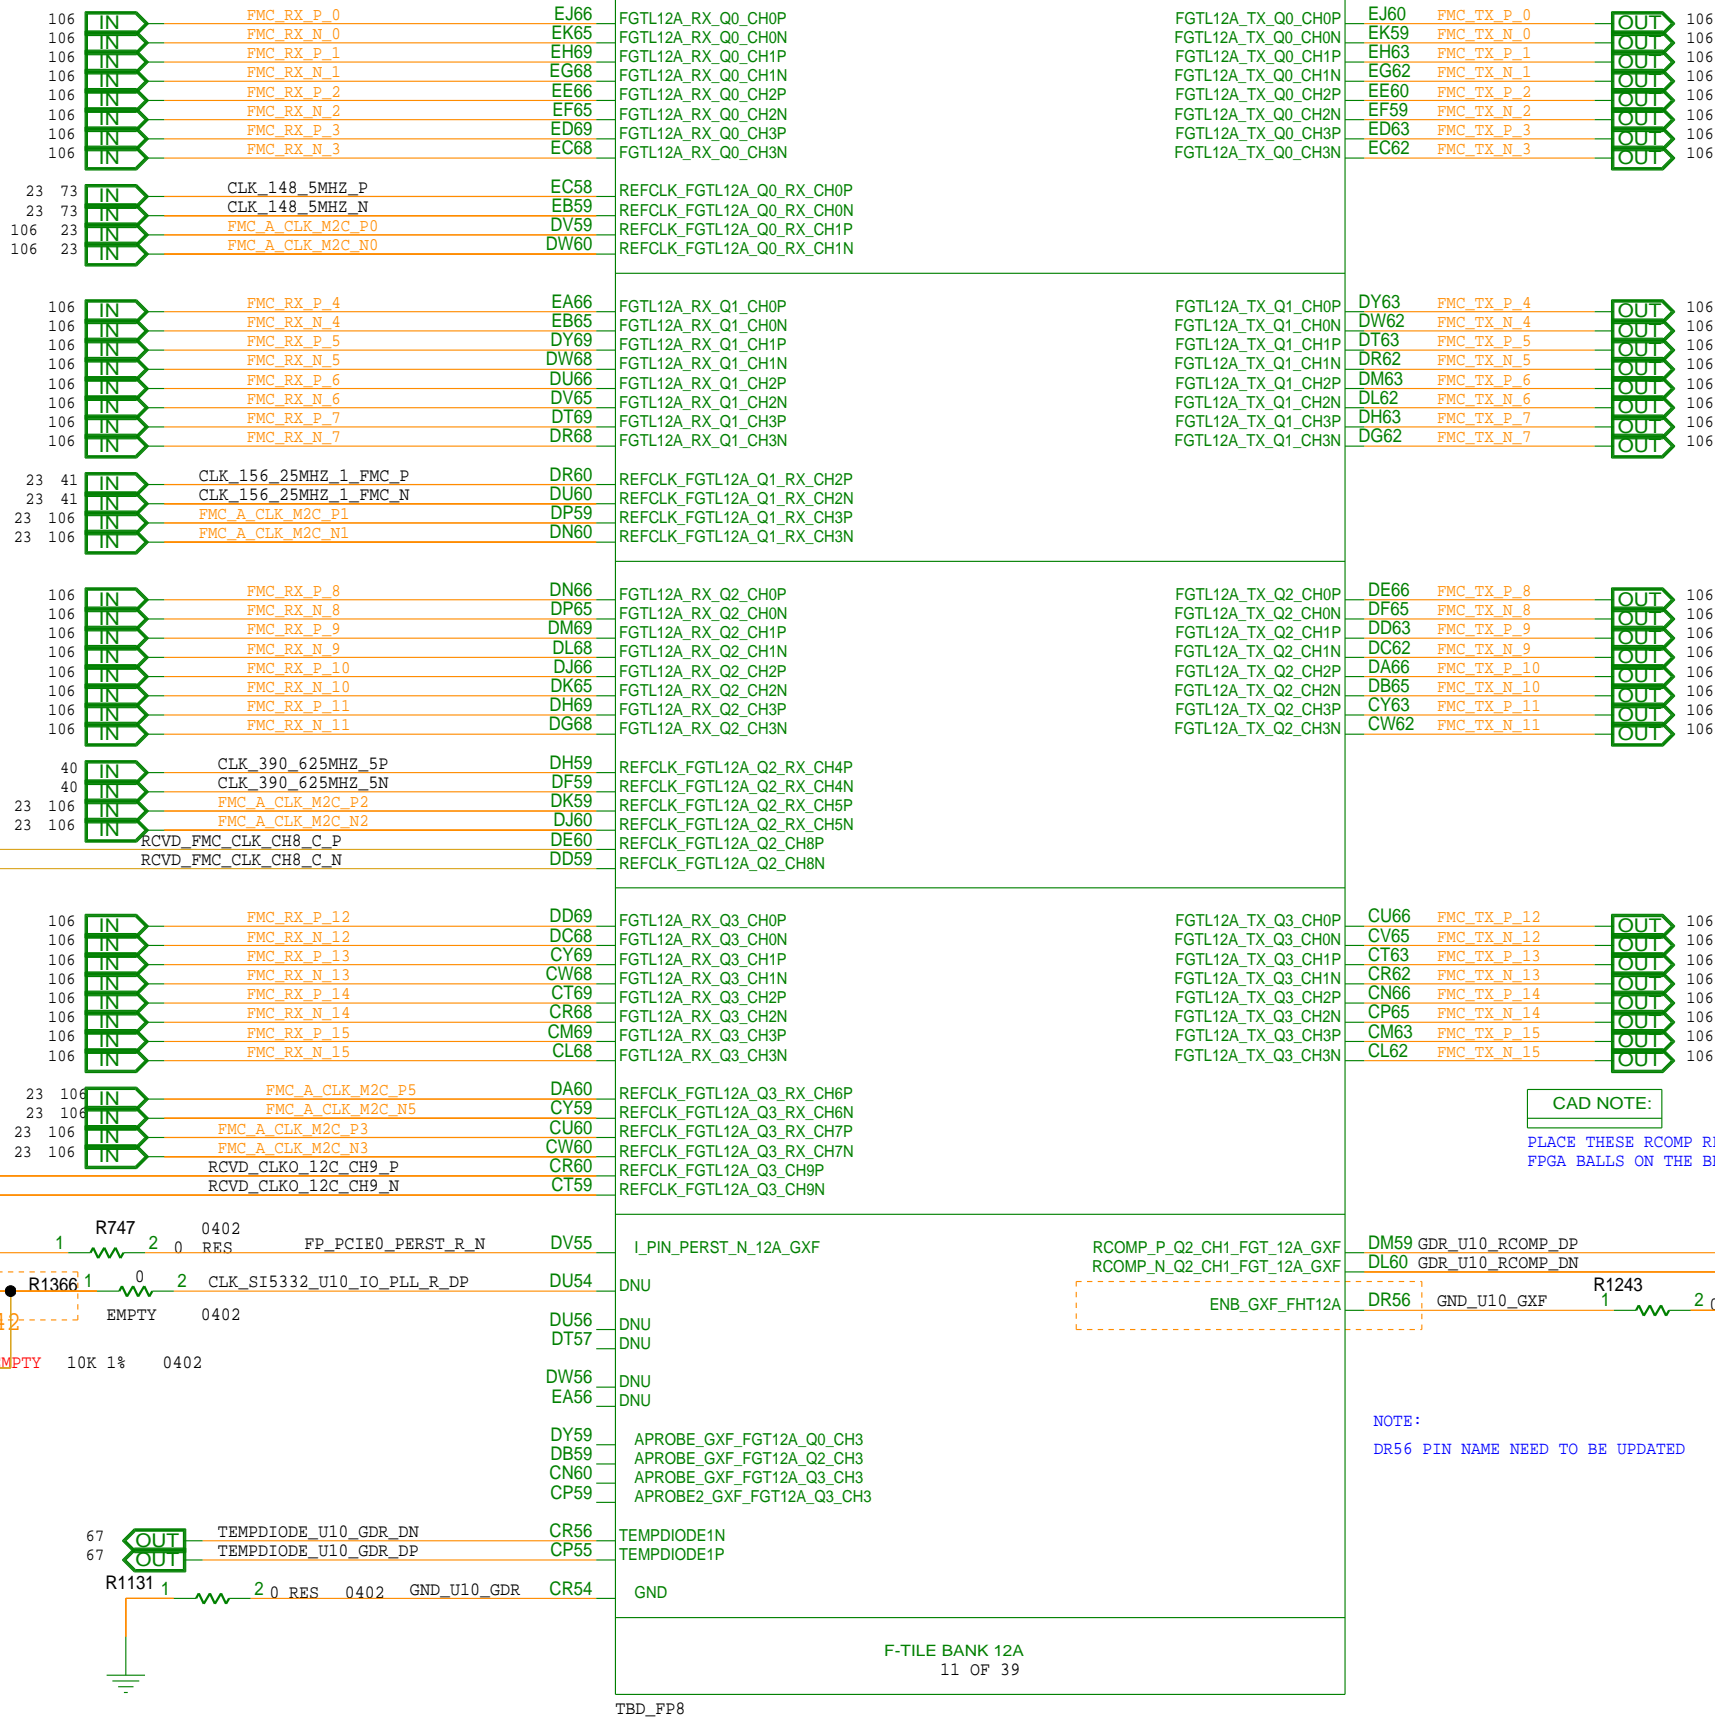 106 IN FMC_RX_P_0 EJ66 FGTL12A_RX_Q0_CH0P FGTL12A_TX_Q0_CH0P EJ60 FMC_TX_P_0 OUT 106
106 IN FMC_RX_N_0 EK65 FGTL12A_RX_Q0_CH0N FGTL12A_TX_Q0_CH0N EK59 FMC_TX_N_0 OUT 106
106 IN FMC_RX_P_1 EH69 FGTL12A_RX_Q0_CH1P FGTL12A_TX_Q0_CH1P EH63 FMC_TX_P_1 OUT 106
106 IN FMC_RX_N_1 EG68 FGTL12A_RX_Q0_CH1N FGTL12A_TX_Q0_CH1N EG62 FMC_TX_N_1 OUT 106
106 IN FMC_RX_P_2 EE66 FGTL12A_RX_Q0_CH2P FGTL12A_TX_Q0_CH2P EE60 FMC_TX_P_2 OUT 106
106 IN FMC_RX_N_2 EF65 FGTL12A_RX_Q0_CH2N FGTL12A_TX_Q0_CH2N EF59 FMC_TX_N_2 OUT 106
106 IN FMC_RX_P_3 ED69 FGTL12A_RX_Q0_CH3P FGTL12A_TX_Q0_CH3P ED63 FMC_TX_P_3 OUT 106
106 IN FMC_RX_N_3 EC68 FGTL12A_RX_Q0_CH3N FGTL12A_TX_Q0_CH3N EC62 FMC_TX_N_3 OUT 106
23 73 IN CLK_148_5MHZ_P EC58 REFCLK_FGTL12A_Q0_RX_CH0P
23 73 IN CLK_148_5MHZ_N EB59 REFCLK_FGTL12A_Q0_RX_CH0N
106 23 IN FMC_A_CLK_M2C_P0 DV59 REFCLK_FGTL12A_Q0_RX_CH1P
106 23 IN FMC_A_CLK_M2C_N0 DW60 REFCLK_FGTL12A_Q0_RX_CH1N
106 IN FMC_RX_P_4 EA66 FGTL12A_RX_Q1_CH0P FGTL12A_TX_Q1_CH0P DY63 FMC_TX_P_4 OUT 106
106 IN FMC_RX_N_4 EB65 FGTL12A_RX_Q1_CH0N FGTL12A_TX_Q1_CH0N DW62 FMC_TX_N_4 OUT 106
106 IN FMC_RX_P_5 DY69 FGTL12A_RX_Q1_CH1P FGTL12A_TX_Q1_CH1P DT63 FMC_TX_P_5 OUT 106
106 IN FMC_RX_N_5 DW68 FGTL12A_RX_Q1_CH1N FGTL12A_TX_Q1_CH1N DR62 FMC_TX_N_5 OUT 106
106 IN FMC_RX_P_6 DU66 FGTL12A_RX_Q1_CH2P FGTL12A_TX_Q1_CH2P DM63 FMC_TX_P_6 OUT 106
106 IN FMC_RX_N_6 DV65 FGTL12A_RX_Q1_CH2N FGTL12A_TX_Q1_CH2N DL62 FMC_TX_N_6 OUT 106
106 IN FMC_RX_P_7 DT69 FGTL12A_RX_Q1_CH3P FGTL12A_TX_Q1_CH3P DH63 FMC_TX_P_7 OUT 106
106 IN FMC_RX_N_7 DR68 FGTL12A_RX_Q1_CH3N FGTL12A_TX_Q1_CH3N DG62 FMC_TX_N_7 OUT 106
23 41 IN CLK_156_25MHZ_1_FMC_P DR60 REFCLK_FGTL12A_Q1_RX_CH2P
23 41 IN CLK_156_25MHZ_1_FMC_N DU60 REFCLK_FGTL12A_Q1_RX_CH2N
23 106 IN FMC_A_CLK_M2C_P1 DP59 REFCLK_FGTL12A_Q1_RX_CH3P
23 106 IN FMC_A_CLK_M2C_N1 DN60 REFCLK_FGTL12A_Q1_RX_CH3N
106 IN FMC_RX_P_8 DN66 FGTL12A_RX_Q2_CH0P FGTL12A_TX_Q2_CH0P DE66 FMC_TX_P_8 OUT 106
106 IN FMC_RX_N_8 DP65 FGTL12A_RX_Q2_CH0N FGTL12A_TX_Q2_CH0N DF65 FMC_TX_N_8 OUT 106
106 IN FMC_RX_P_9 DM69 FGTL12A_RX_Q2_CH1P FGTL12A_TX_Q2_CH1P DD63 FMC_TX_P_9 OUT 106
106 IN FMC_RX_N_9 DL68 FGTL12A_RX_Q2_CH1N FGTL12A_TX_Q2_CH1N DC62 FMC_TX_N_9 OUT 106
106 IN FMC_RX_P_10 DJ66 FGTL12A_RX_Q2_CH2P FGTL12A_TX_Q2_CH2P DA66 FMC_TX_P_10 OUT 106
106 IN FMC_RX_N_10 DK65 FGTL12A_RX_Q2_CH2N FGTL12A_TX_Q2_CH2N DB65 FMC_TX_N_10 OUT 106
106 IN FMC_RX_P_11 DH69 FGTL12A_RX_Q2_CH3P FGTL12A_TX_Q2_CH3P CY63 FMC_TX_P_11 OUT 106
106 IN FMC_RX_N_11 DG68 FGTL12A_RX_Q2_CH3N FGTL12A_TX_Q2_CH3N CW62 FMC_TX_N_11 OUT 106
40 IN CLK_390_625MHZ_5P DH59 REFCLK_FGTL12A_Q2_RX_CH4P
40 IN CLK_390_625MHZ_5N DF59 REFCLK_FGTL12A_Q2_RX_CH4N
23 106 IN FMC_A_CLK_M2C_P2 DK59 REFCLK_FGTL12A_Q2_RX_CH5P
23 106 IN FMC_A_CLK_M2C_N2 DJ60 REFCLK_FGTL12A_Q2_RX_CH5N
RCVD_FMC_CLK_CH8_C_P DE60 REFCLK_FGTL12A_Q2_CH8P
RCVD_FMC_CLK_CH8_C_N DD59 REFCLK_FGTL12A_Q2_CH8N
106 IN FMC_RX_P_12 DD69 FGTL12A_RX_Q3_CH0P FGTL12A_TX_Q3_CH0P CU66 FMC_TX_P_12 OUT 106
106 IN FMC_RX_N_12 DC68 FGTL12A_RX_Q3_CH0N FGTL12A_TX_Q3_CH0N CV65 FMC_TX_N_12 OUT 106
106 IN FMC_RX_P_13 CY69 FGTL12A_RX_Q3_CH1P FGTL12A_TX_Q3_CH1P CT63 FMC_TX_P_13 OUT 106
106 IN FMC_RX_N_13 CW68 FGTL12A_RX_Q3_CH1N FGTL12A_TX_Q3_CH1N CR62 FMC_TX_N_13 OUT 106
106 IN FMC_RX_P_14 CT69 FGTL12A_RX_Q3_CH2P FGTL12A_TX_Q3_CH2P CN66 FMC_TX_P_14 OUT 106
106 IN FMC_RX_N_14 CR68 FGTL12A_RX_Q3_CH2N FGTL12A_TX_Q3_CH2N CP65 FMC_TX_N_14 OUT 106
106 IN FMC_RX_P_15 CM69 FGTL12A_RX_Q3_CH3P FGTL12A_TX_Q3_CH3P CM63 FMC_TX_P_15 OUT 106
106 IN FMC_RX_N_15 CL68 FGTL12A_RX_Q3_CH3N FGTL12A_TX_Q3_CH3N CL62 FMC_TX_N_15 OUT 106
23 106 IN FMC_A_CLK_M2C_P5 DA60 REFCLK_FGTL12A_Q3_RX_CH6P
23 106 IN FMC_A_CLK_M2C_N5 CY59 REFCLK_FGTL12A_Q3_RX_CH6N
23 106 IN FMC_A_CLK_M2C_P3 CU60 REFCLK_FGTL12A_Q3_RX_CH7P
23 106 IN FMC_A_CLK_M2C_N3 CW60 REFCLK_FGTL12A_Q3_RX_CH7N
RCVD_CLKO_12C_CH9_P CR60 REFCLK_FGTL12A_Q3_CH9P
RCVD_CLKO_12C_CH9_N CT59 REFCLK_FGTL12A_Q3_CH9N
CAD NOTE:
PLACE THESE RCOMP
FPGA BALLS ON THE
R747 0402
1 2 0 RES FP_PCIE0_PERST_R_N DV55 I_PIN_PERST_N_12A_GXF RCOMP_P_Q2_CH1_FGT_12A_GXF DM59 GDR_U10_RCOMP_DP
RCOMP_N_Q2_CH1_FGT_12A_GXF DL60 GDR_U10_RCOMP_DN
R1366 1 0 2 CLK_SI5332_U10_IO_PLL_R_DP DU54 DNU
EMPTY 0402
ENB_GXF_FHT12A DR56 GND_U10_GXF R1243 1 2
DU56 DNU
DT57 DNU
10K 1% 0402
DW56 DNU
EA56 DNU
NOTE:
DR56 PIN NAME NEED TO BE UPDATED
DY59 APROBE_GXF_FGT12A_Q0_CH3
DB59 APROBE_GXF_FGT12A_Q2_CH3
CN60 APROBE_GXF_FGT12A_Q3_CH3
CP59 APROBE2_GXF_FGT12A_Q3_CH3
67 OUT TEMPDIODE_U10_GDR_DN CR56 TEMPDIODE1N
67 OUT TEMPDIODE_U10_GDR_DP CP55 TEMPDIODE1P
R1131 1 2 0 RES 0402 GND_U10_GDR CR54 GND
F-TILE BANK 12A
11 OF 39
TBD_FP8